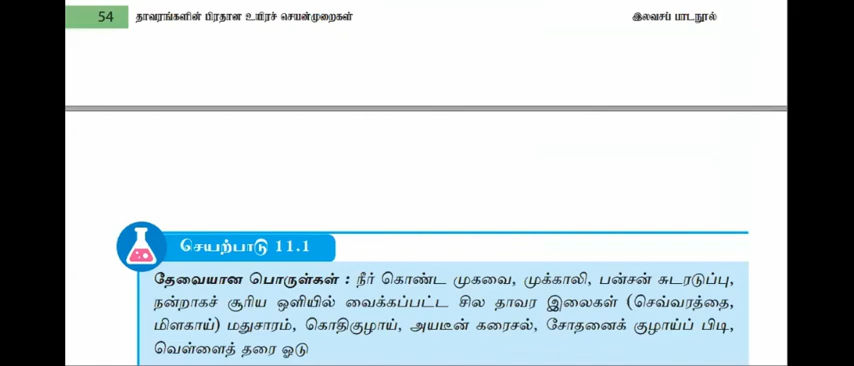 54 தாவரங்களின் பிரதான உயிரச் செயன்முறைகள் இலவசப் பாடநூல்
செயற்பாடு 11.1
தேவையான பொருள்கள் : நீர் கொண்ட முகவை, முக்காலி, பன்சன் சுடரடுப்பு,
நன்றாகச் சூரிய ஒளியில் வைக்கப்பட்ட சில தாவர இலைகள் (செவ்வரத்தை,
மிளகாய்) மதுசாரம், கொதிகுழாய், அயடீன் கரைசல், சோதனைக் குழாய்ப் பிடி,
வெள்ளைத் தரை ஓடு